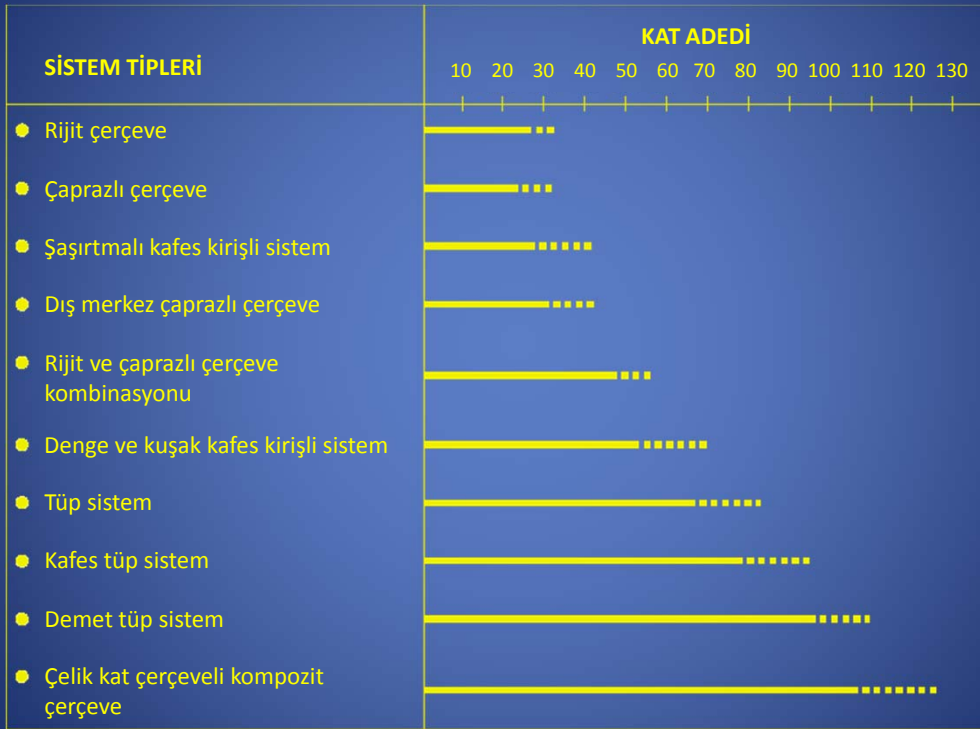 KAT ADEDİ
SİSTEM TİPLERİ
10 20 30 40 50 60 70 80 90 100 110 120 130
Rijit çerçeve
Çaprazlı çerçeve
Şaşırtmalı kafes kirişli sistem
Dış merkez çaprazlı çerçeve
Rijit ve çaprazlı çerçeve
kombinasyonu
Denge ve kuşak kafes kirişli sistem
Tüp sistem
Kafes tüp sistem
Demet tüp sistem
Çelik kat çerçeveli kompozit
çerçeve